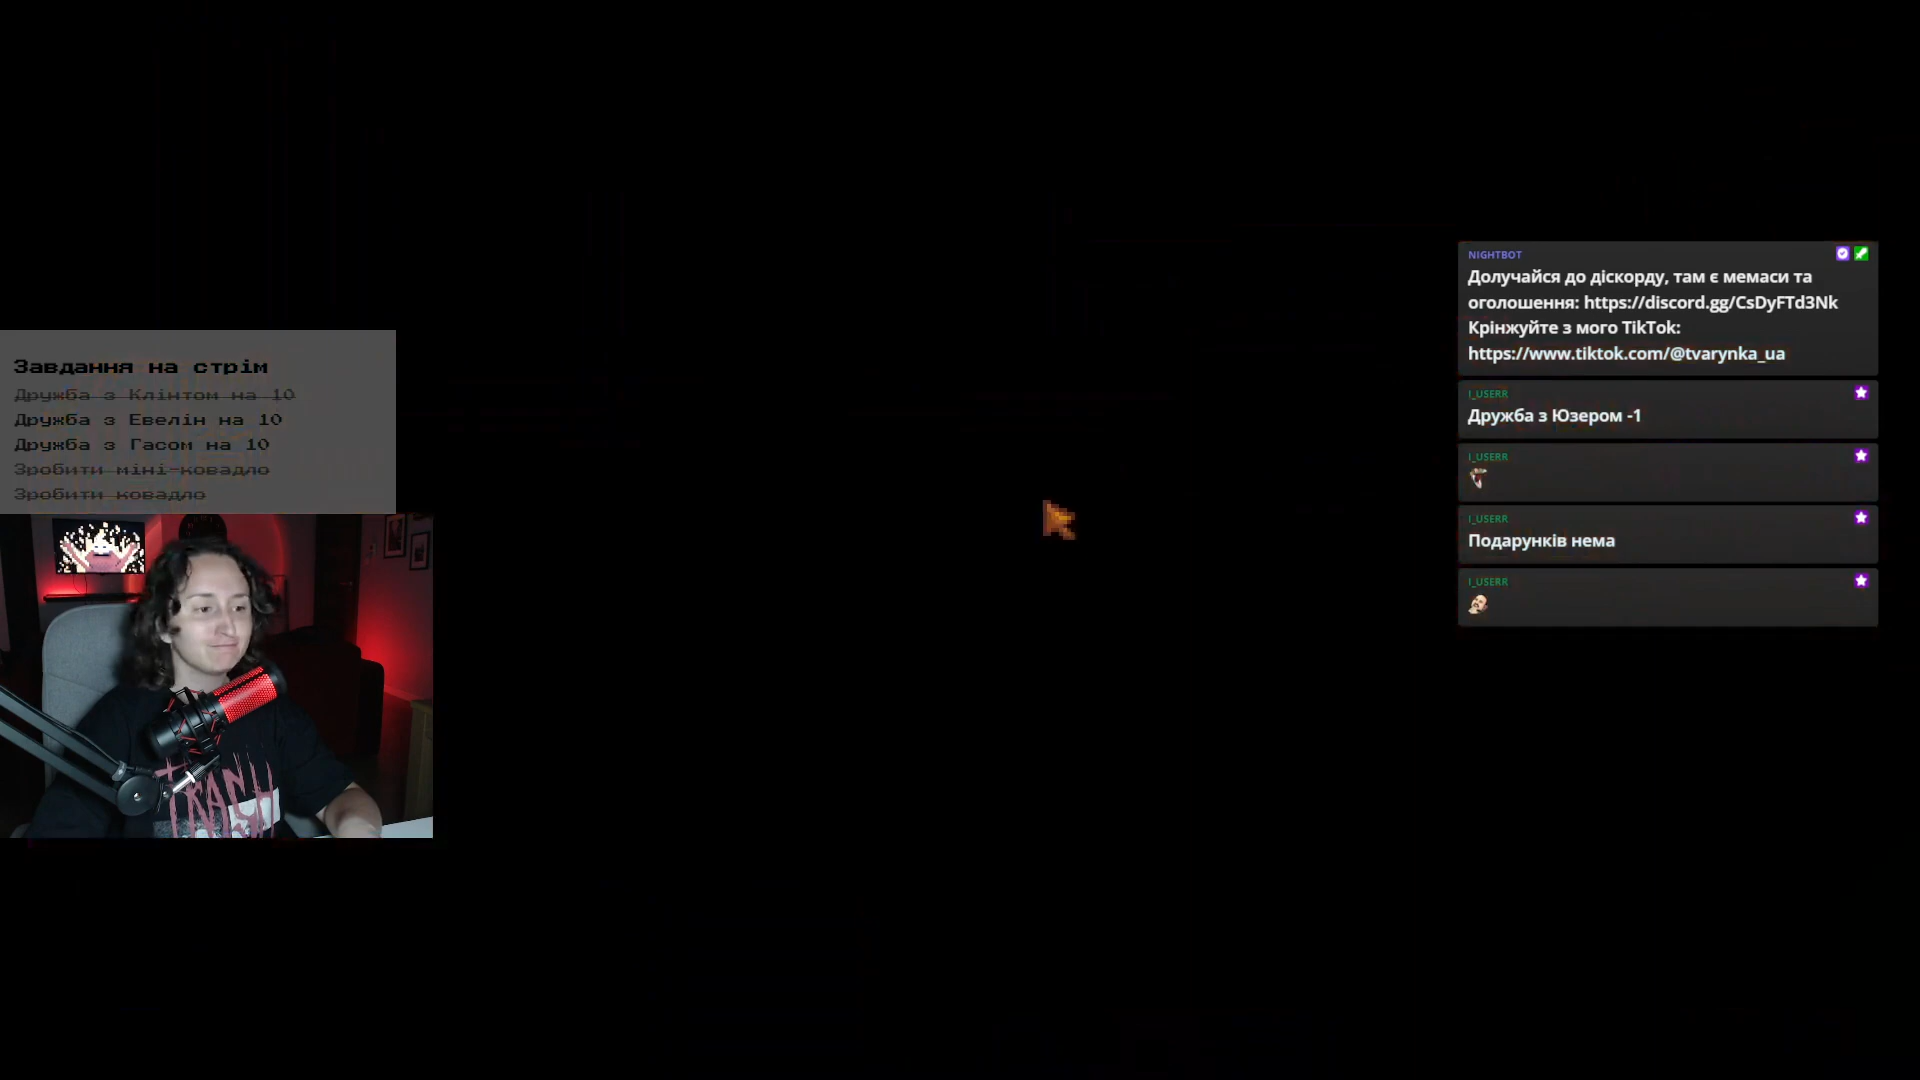 Завдання на стрім
Дружба з Клінтом на 10
Дружба з Евелін на 10
Дружба з Гасом на 10
Зробити міні-ковадло
Зробити ковадло
NIGHTBOT
Долучайся до діскорду, там є мемаси та
оголошення: https://discord.gg/CsDyFTd3Nk
Крінжуйте з мого TikTok:
https://www.tiktok.com/@tvarynka_ua
I_USERR
Дружба з Юзером -1
I_USERR
I_USERR
Подарунків нема
I_USERR